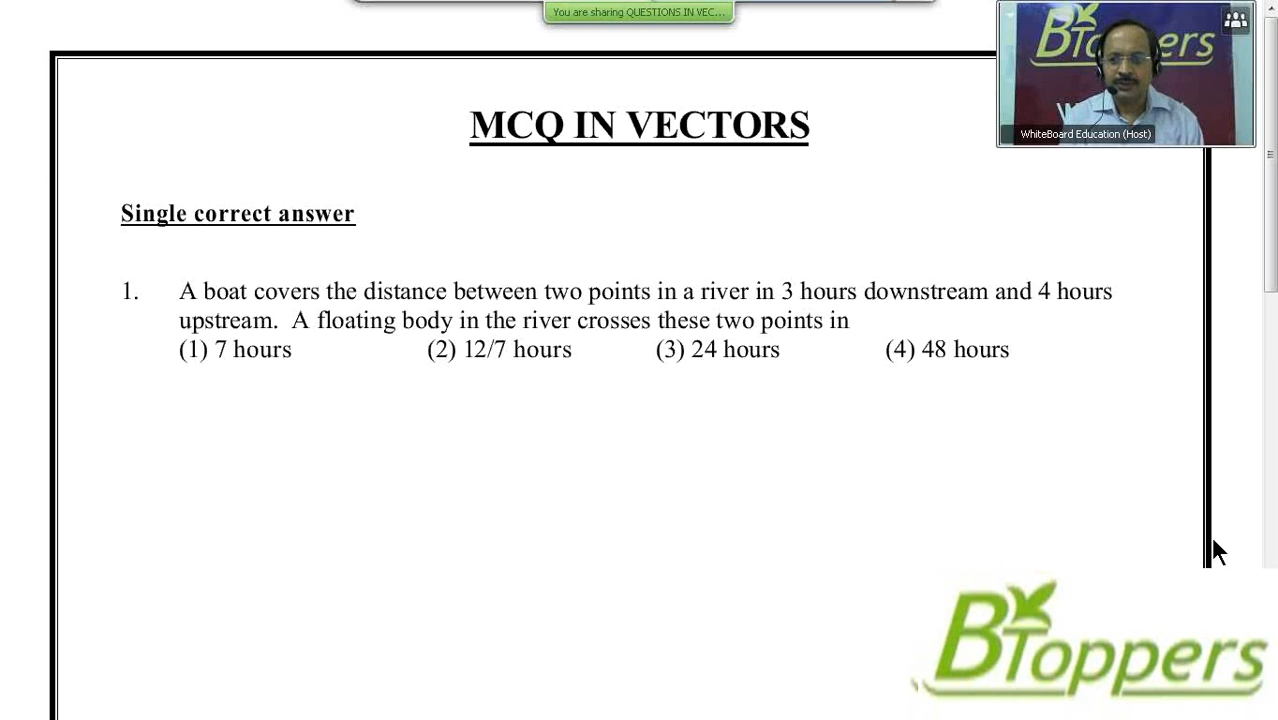 You are sharing QUESTIONS IN VEC...
BToppers
WhiteBoard Education (Host)
MCQ IN VECTORS
Single correct answer
1. A boat covers the distance between two points in a river in 3 hours downstream and 4 hours
upstream. A floating body in the river crosses these two points in
(1) 7 hours (2) 12/7 hours (3) 24 hours (4) 48 hours
BToppers